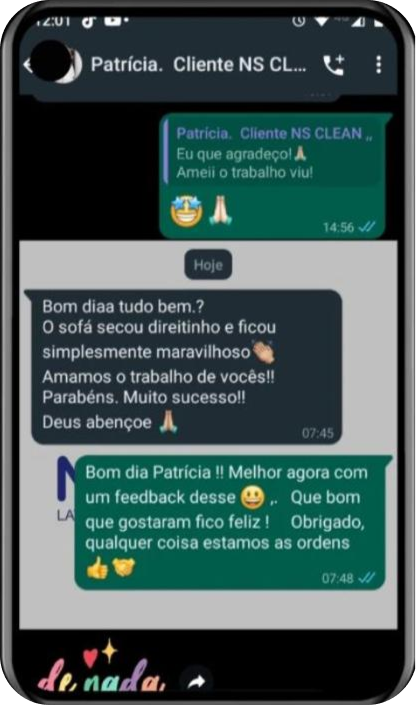 12:01
Patrícia. Cliente NS CL...
Patrícia. Cliente NS CLEAN ,,
Eu que agradeço!🙏🏼
Ameii o trabalho viu!
🤩🙏🏼
14:56
Hoje
Bom diaa tudo bem.?
O sofá secou direitinho e ficou
simplesmente maravilhoso👏🏼
Amamos o trabalho de vocês!!
Parabéns. Muito sucesso!!
Deus abençoe 🙏🏼
07:45
N
LA
Bom dia Patrícia !! Melhor agora com
um feedback desse 😃 ,. Que bom
que gostaram fico feliz ! Obrigado,
qualquer coisa estamos as ordens
👍🤝
07:48
de nada